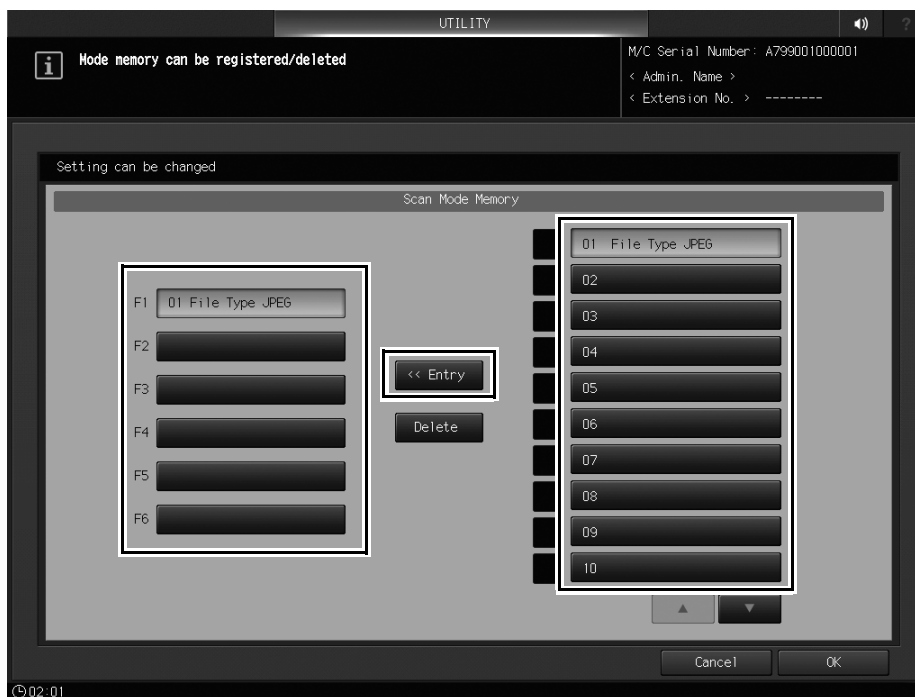 UTILITY
?
i
Mode memory can be registered/deleted
M/C Serial Number: A799001000001
< Admin. Name >
< Extension No. > --------
Setting can be changed
Scan Mode Memory
F1 01 File Type JPEG
F2
F3
F4
F5
F6
<< Entry
Delete
01 File Type JPEG
02
03
04
05
06
07
08
09
10
Cancel
OK
02:01